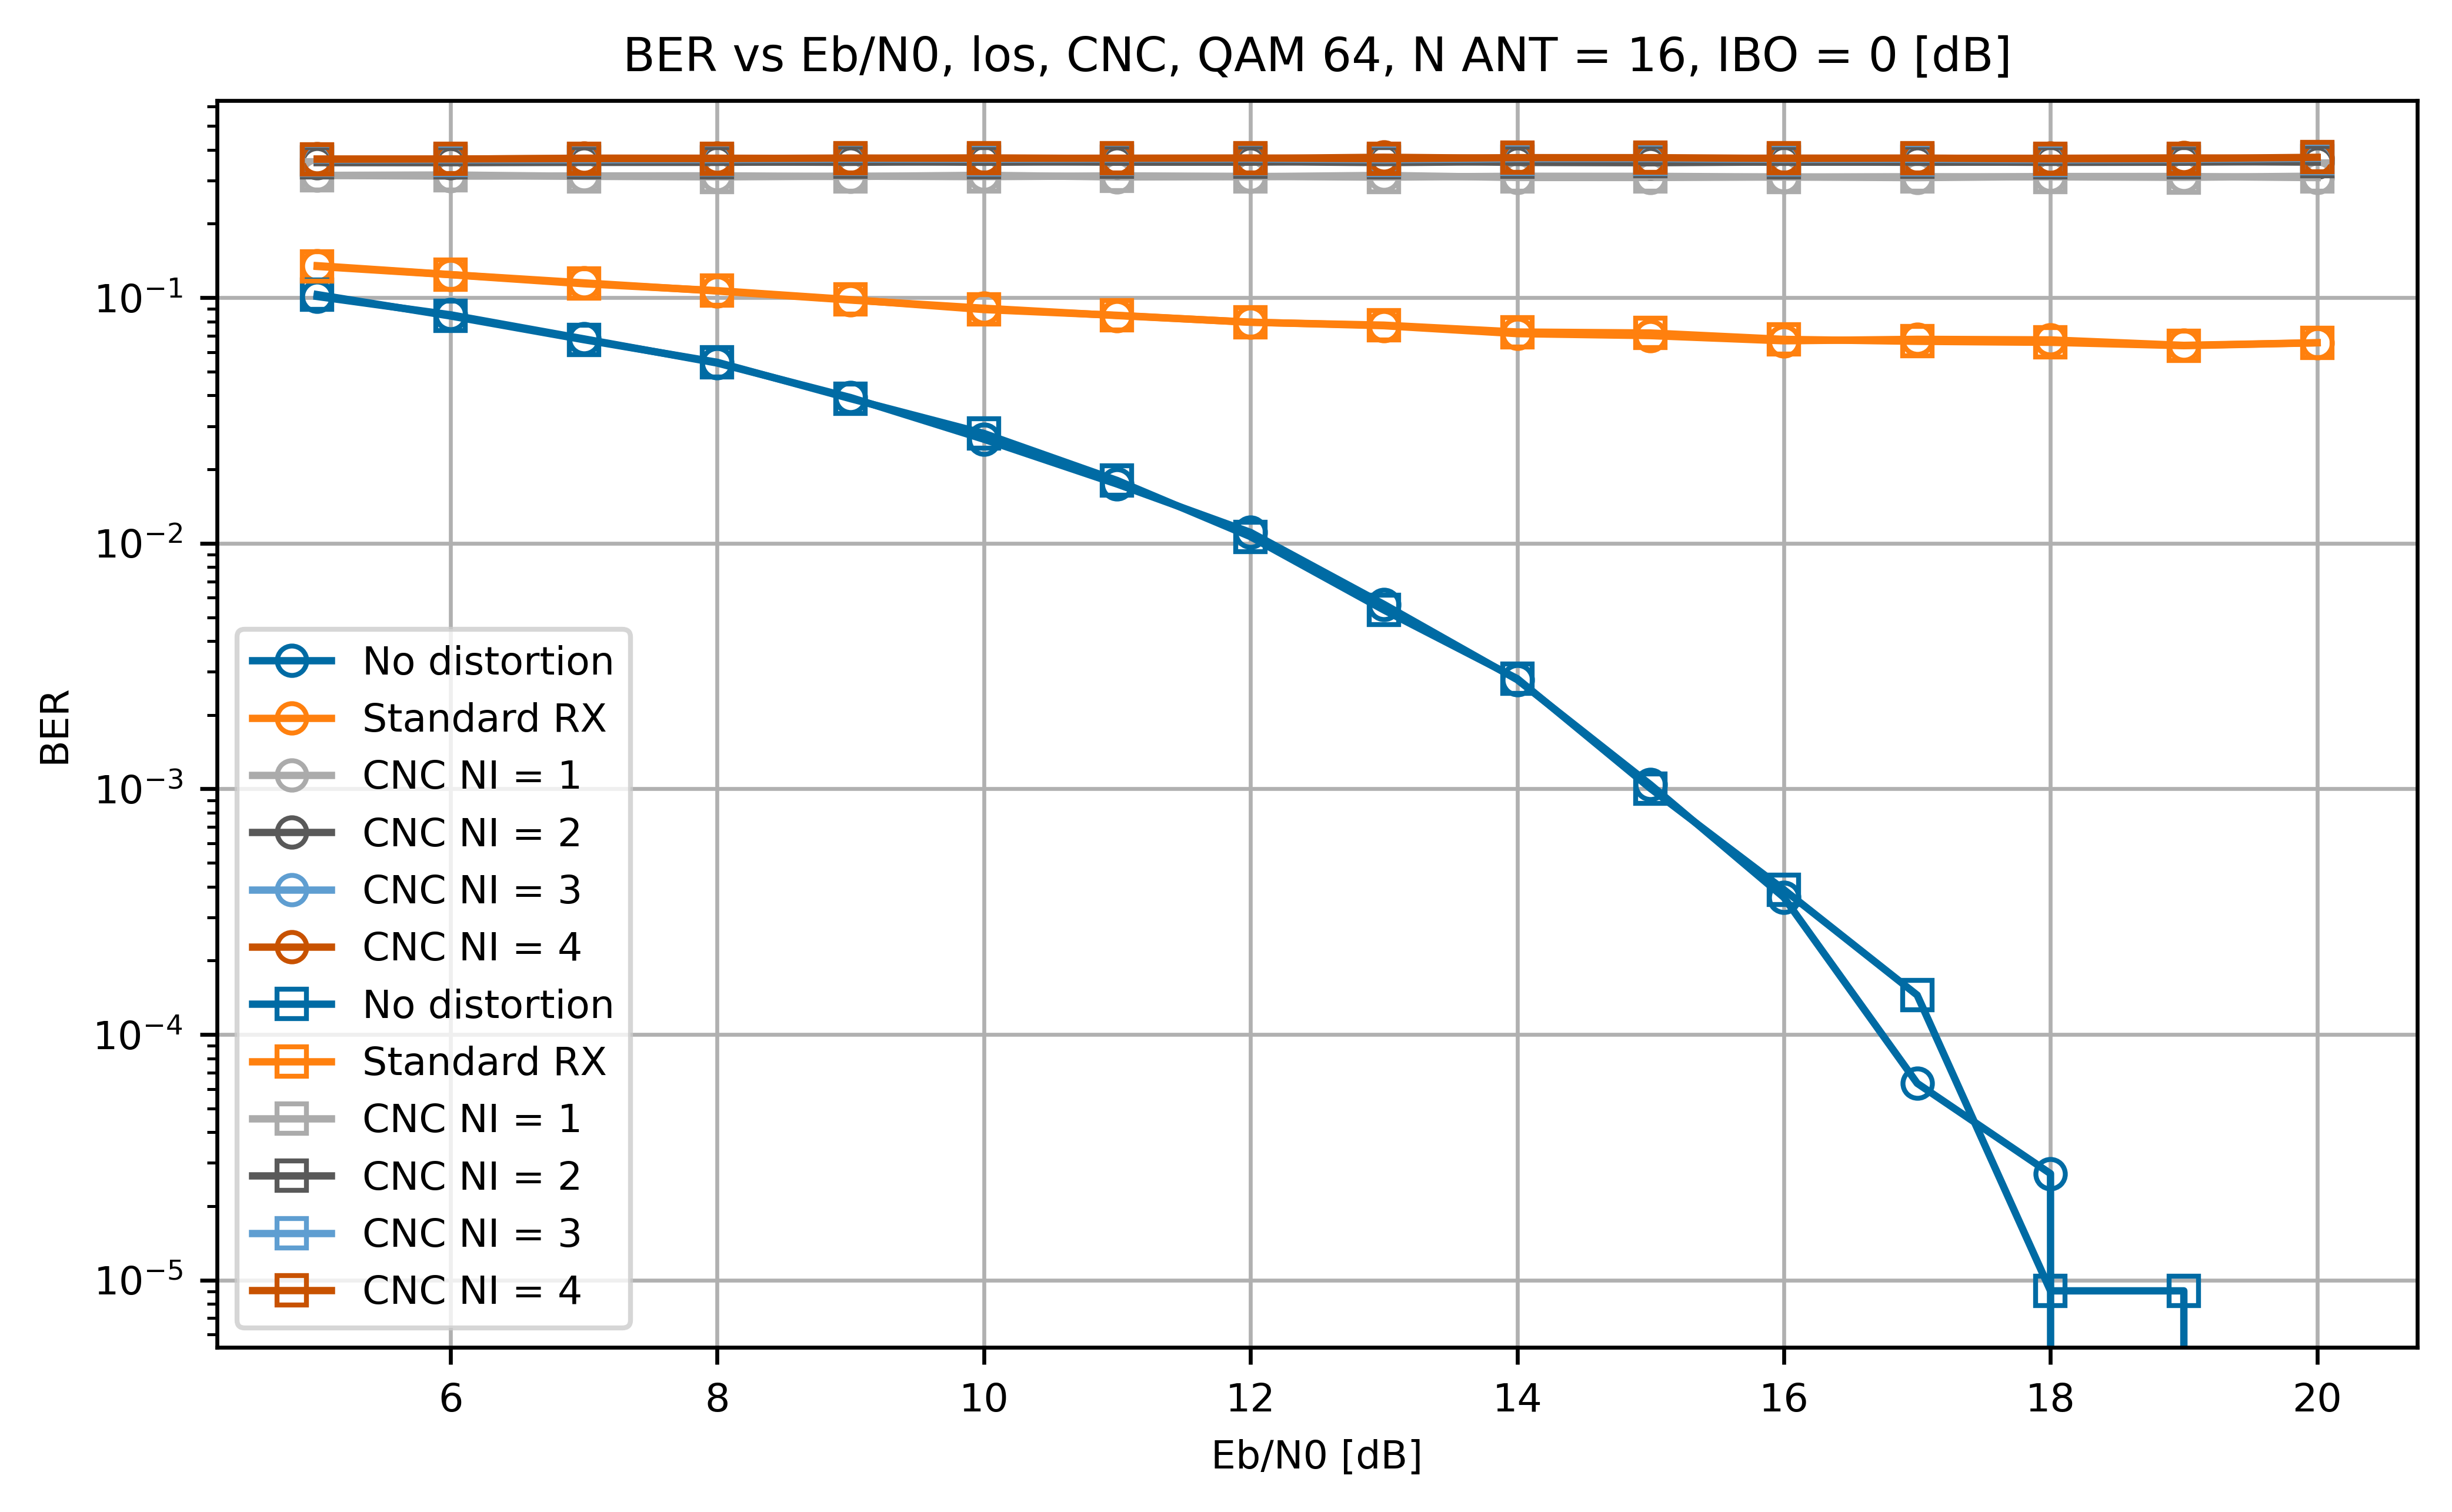 BER vs Eb/N0, los, CNC, QAM 64, N ANT = 16, IBO = 0 [dB]
BER
10⁻¹
10⁻²
10⁻³
10⁻⁴
10⁻⁵
No distortion
Standard RX
CNC NI = 1
CNC NI = 2
CNC NI = 3
CNC NI = 4
No distortion
Standard RX
CNC NI = 1
CNC NI = 2
CNC NI = 3
CNC NI = 4
6 8 10 12 14 16 18 20
Eb/N0 [dB]